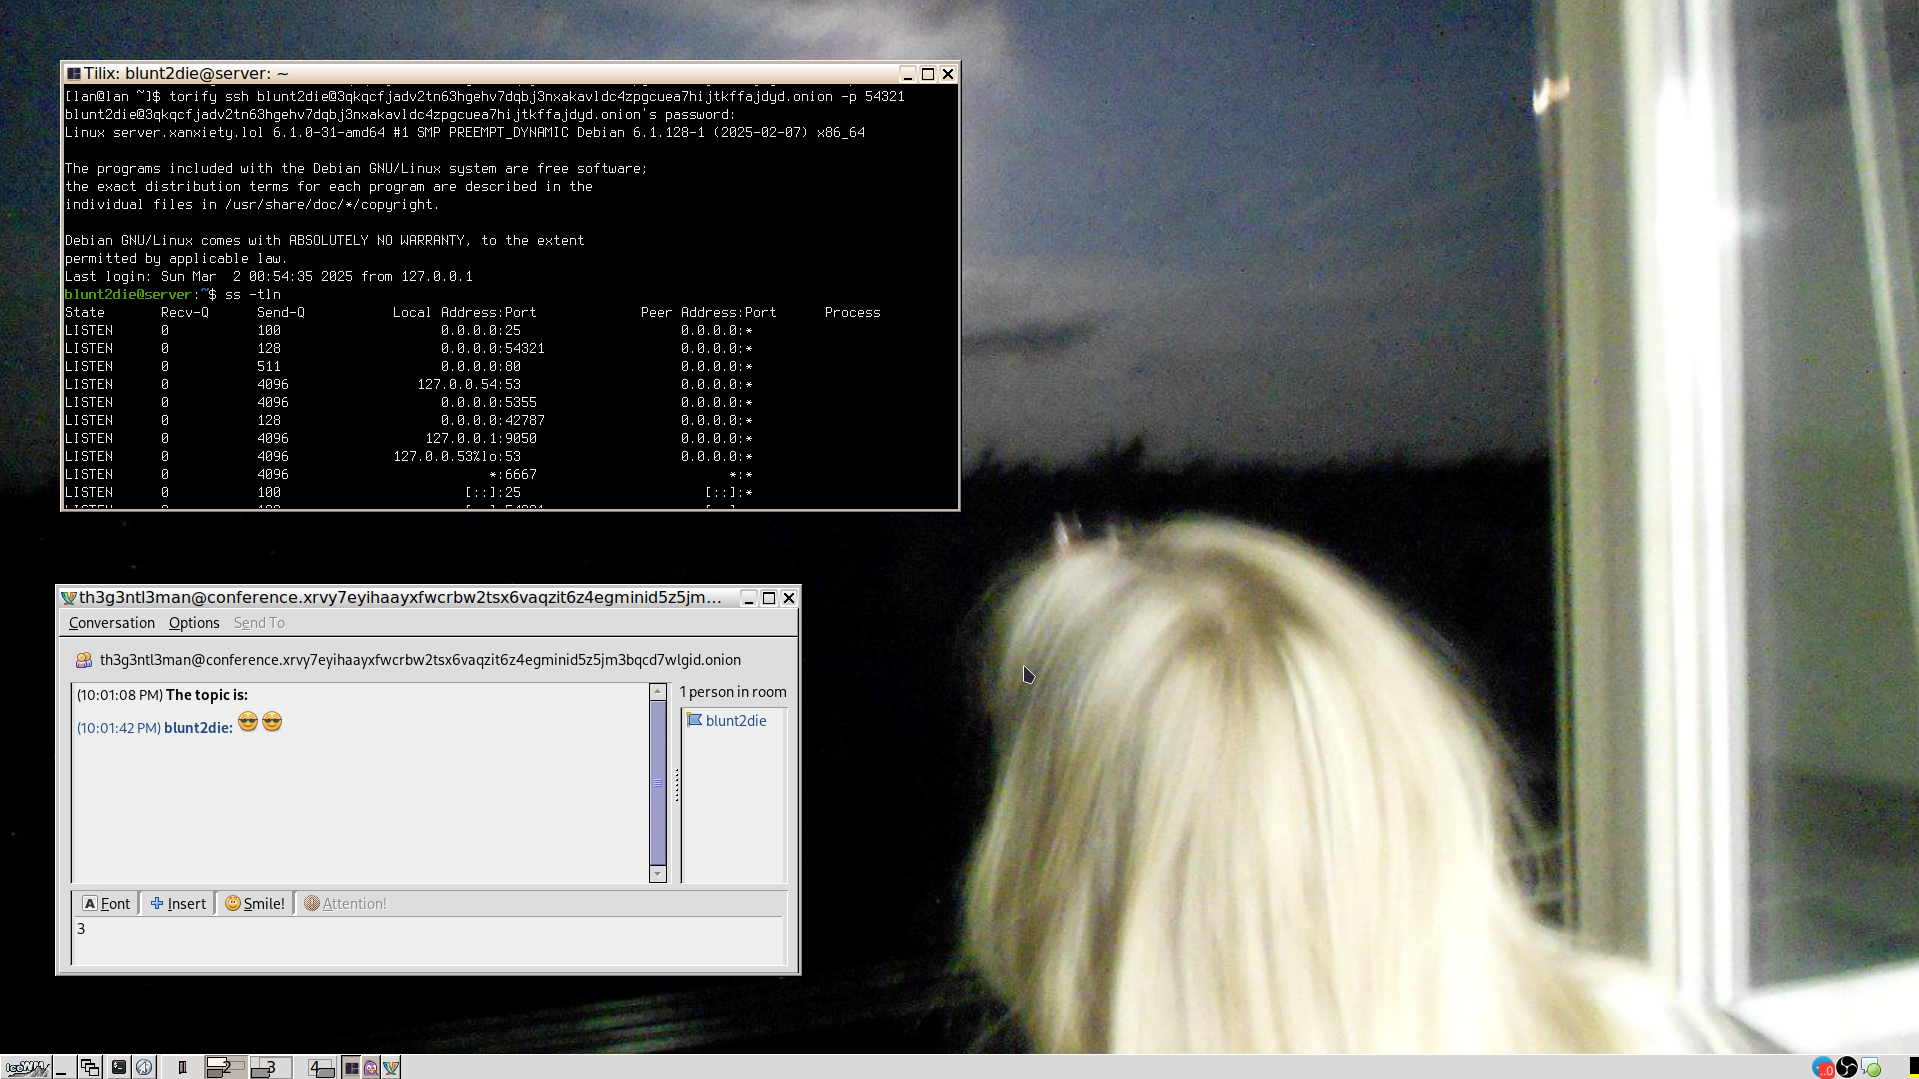 Tilix: blunt2die@server: ~
[lan@lan ~]$ torify ssh blunt2die@3qkqcfjadv2tn63hgehv7dqbj3nxakavldc4zpgcuea7hijtkffajdyd.onion -p 54321
blunt2die@3qkqcfjadv2tn63hgehv7dqbj3nxakavldc4zpgcuea7hijtkffajdyd.onion's password:
Linux server.xanxiety.lol 6.1.0-31-amd64 #1 SMP PREEMPT_DYNAMIC Debian 6.1.128-1 (2025-02-07) x86_64
The programs included with the Debian GNU/Linux system are free software;
the exact distribution terms for each program are described in the
individual files in /usr/share/doc/*/copyright.
Debian GNU/Linux comes with ABSOLUTELY NO WARRANTY, to the extent
permitted by applicable law.
Last login: Sun Mar  2 00:54:35 2025 from 127.0.0.1
blunt2die@server:~$ ss -tln
State Recv-Q Send-Q Local Address:Port Peer Address:Port Process
LISTEN 0 100 0.0.0.0:25 0.0.0.0:*
LISTEN 0 128 0.0.0.0:54321 0.0.0.0:*
LISTEN 0 511 0.0.0.0:80 0.0.0.0:*
LISTEN 0 4096 127.0.0.54:53 0.0.0.0:*
LISTEN 0 4096 0.0.0.0:5355 0.0.0.0:*
LISTEN 0 128 0.0.0.0:42787 0.0.0.0:*
LISTEN 0 4096 127.0.0.1:9050 0.0.0.0:*
LISTEN 0 4096 127.0.0.53%lo:53 0.0.0.0:*
LISTEN 0 4096 *:6667 *:*
LISTEN 0 100 [::]:25 [::]:*
th3g3ntl3man@conference.xrvy7eyihaayxfwcrbw2tsx6vaqzit6z4egminid5z5jm...
Conversation Options Send To
th3g3ntl3man@conference.xrvy7eyihaayxfwcrbw2tsx6vaqzit6z4egminid5z5jm3bqcd7wlgid.onion
(10:01:08 PM) The topic is:
(10:01:42 PM) blunt2die: 😎 😎
1 person in room
blunt2die
Font Insert Smile! Attention!
3
IceWM 1 2 3 4 ...0